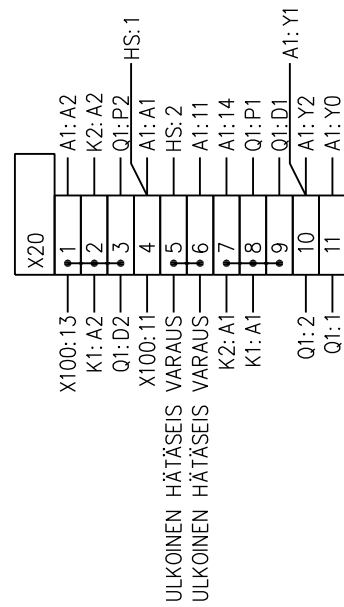 X20
X100:13 1 A1:A2
K1:A2 2 K2:A2
Q1:D2 3 Q1:P2
HS:1
X100:11 4 A1:A1
ULKOINEN HÄTÄSEIS VARAUS 5 HS:2
ULKOINEN HÄTÄSEIS VARAUS 6 A1:11
K2:A1 7 A1:14
K1:A1 8 Q1:P1
9 Q1:D1
A1:Y1
Q1:2 10 A1:Y2
Q1:1 11 A1:Y0